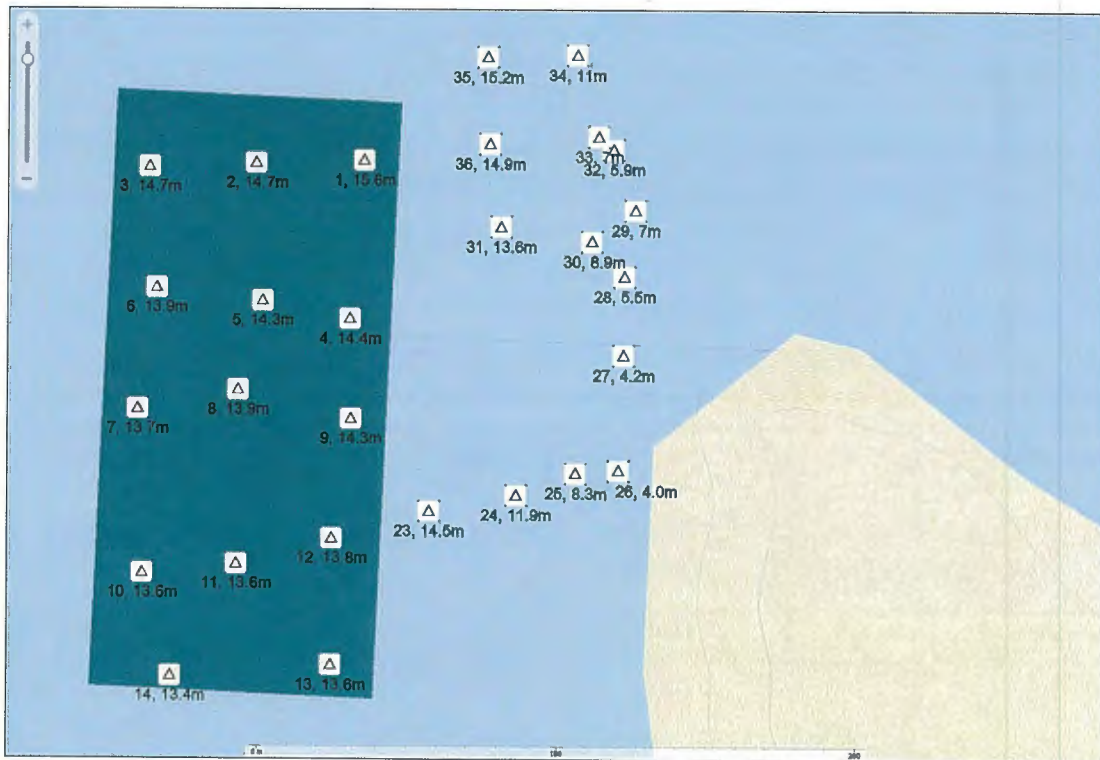 35, 15.2m
34, 11m
36, 14.9m
33, 7m
32, 5.9m
3, 14.7m
2, 14.7m
1, 15.6m
29, 7m
31, 13.6m
30, 8.9m
28, 5.5m
6, 13.9m
5, 14.3m
4, 14.4m
27, 4.2m
8, 13.9m
7, 13.7m
9, 14.3m
25, 8.3m
26, 4.0m
24, 11.9m
23, 14.5m
12, 13.8m
11, 13.6m
10, 13.6m
13, 13.6m
14, 13.4m
0 m
100
200